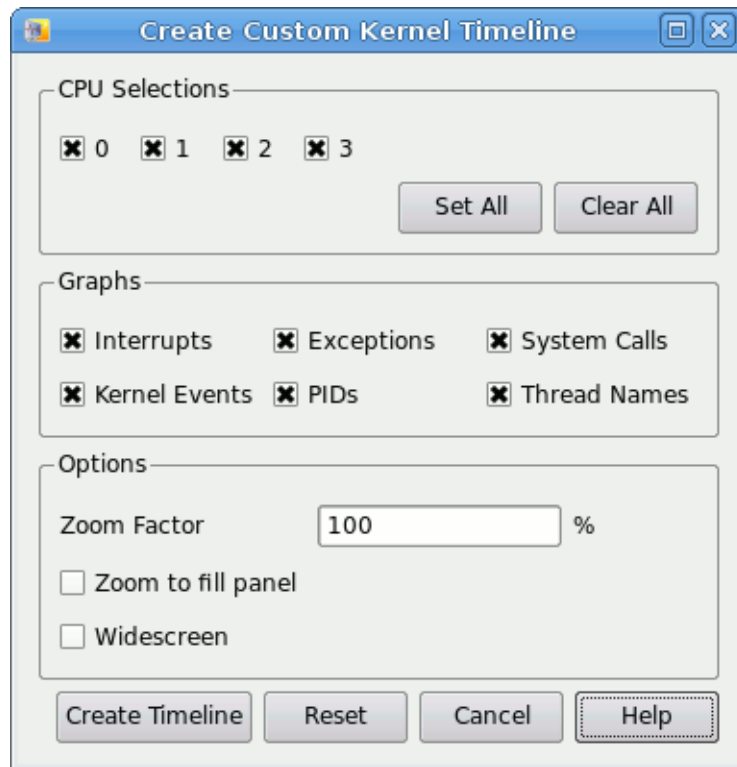 Create Custom Kernel Timeline
CPU Selections
0 1 2 3
Set All Clear All
Graphs
Interrupts Exceptions System Calls
Kernel Events PIDs Thread Names
Options
Zoom Factor 100 %
Zoom to fill panel
Widescreen
Create Timeline Reset Cancel Help